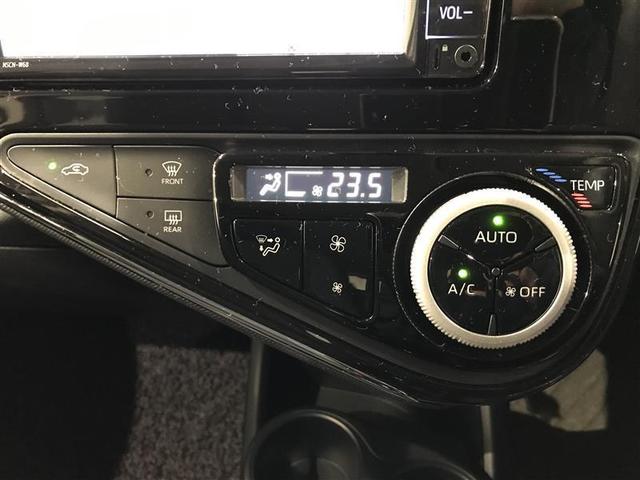 VOL-
NSCN-W68
FRONT
REAR
23.5
TEMP
AUTO
A/C
OFF